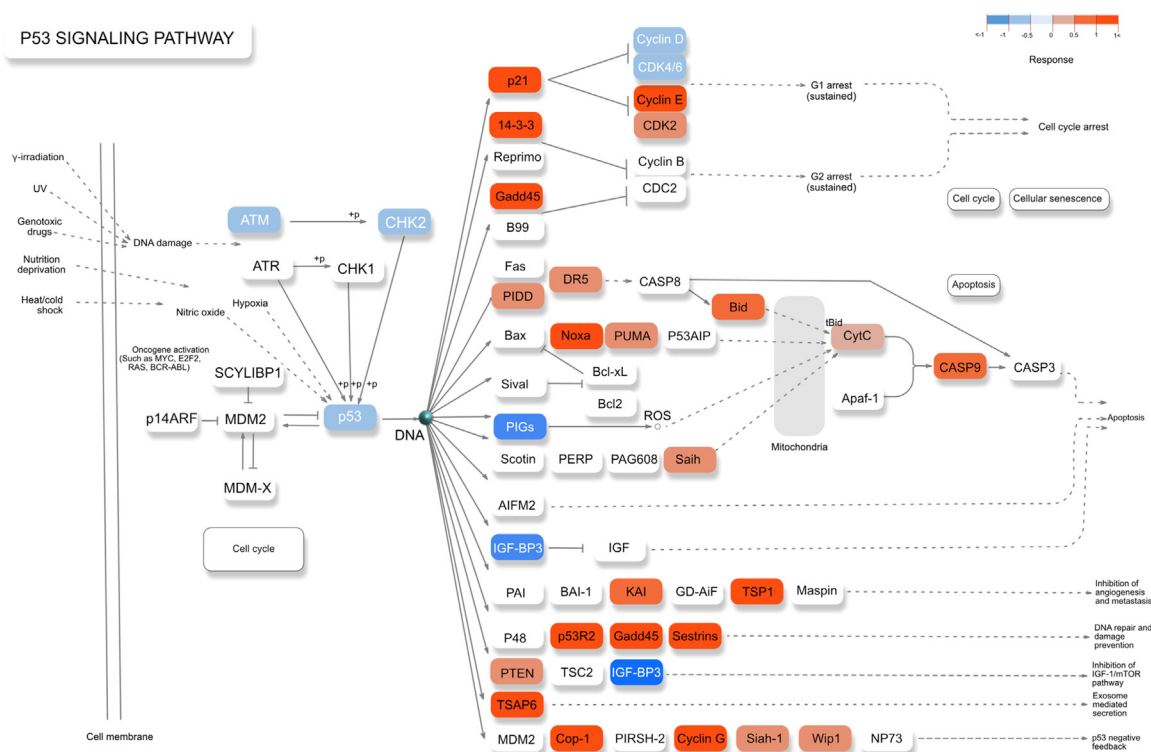 P53 SIGNALING PATHWAY
<-1 -1 -0.5 0 0.5 1 1<
Response
γ-irradiation
UV
Genotoxic
drugs
Nutrition
deprivation
Heat/cold
shock
DNA damage
Nitric oxide
Hypoxia
Oncogene activation
(Such as MYC, E2F2,
RAS, BCR-ABL)
ATM
+p
CHK2
ATR
+p
CHK1
+p +p +p
SCYLIBP1
p14ARF
MDM2
MDM-X
p53
DNA
Cell cycle
Cell membrane
p21
14-3-3
Reprimo
Gadd45
B99
Cyclin D
CDK4/6
Cyclin E
CDK2
Cyclin B
CDC2
G1 arrest
(sustained)
G2 arrest
(sustained)
Cell cycle arrest
Cell cycle
Cellular senescence
Apoptosis
Fas
PIDD
DR5
CASP8
Bid
tBid
CytC
CASP9
CASP3
Bax
Noxa
PUMA
P53AIP
Bcl-xL
Sival
Bcl2
Apaf-1
Mitochondria
Apoptosis
PIGs
ROS
Scotin
PERP
PAG608
Saih
AIFM2
IGF-BP3
IGF
PAI
BAI-1
KAI
GD-AiF
TSP1
Maspin
Inhibition of
angiogenesis
and metastasis
P48
p53R2
Gadd45
Sestrins
DNA repair and
damage
prevention
PTEN
TSC2
IGF-BP3
Inhibition of
IGF-1/mTOR
pathway
TSAP6
Exosome
mediated
secretion
MDM2
Cop-1
PIRSH-2
Cyclin G
Siah-1
Wip1
NP73
p53 negative
feedback